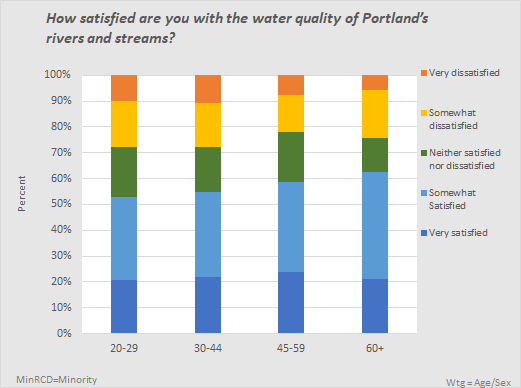 How satisfied are you with the water quality of Portland's
rivers and streams?
100%
90%
80%
70%
60%
50%
40%
30%
20%
10%
0%
Percent
20-29
30-44
45-59
60+
Very dissatisfied
Somewhat
dissatisfied
Neither satisfied
nor dissatisfied
Somewhat
Satisfied
Very satisfied
MinRCD=Minority
Wtg = Age/Sex